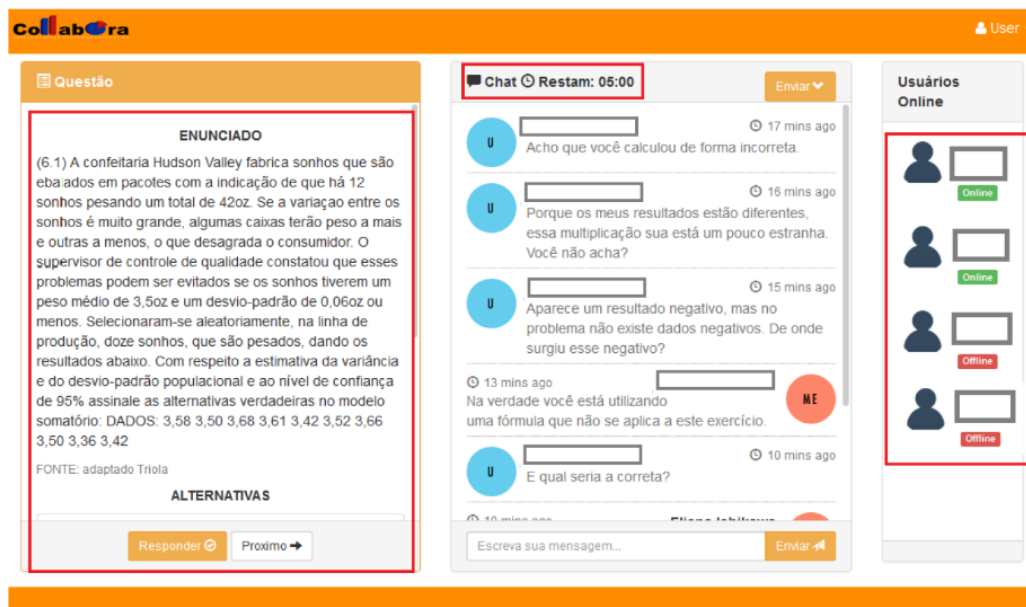 Collabora
User
Questão
ENUNCIADO
(6.1) A confeitaria Hudson Valley fabrica sonhos que são
eba ados em pacotes com a indicação de que há 12
sonhos pesando um total de 42oz. Se a variaçao entre os
sonhos é muito grande, algumas caixas terão peso a mais
e outras a menos, o que desagrada o consumidor. O
supervisor de controle de qualidade constatou que esses
problemas podem ser evitados se os sonhos tiverem um
peso médio de 3,5oz e um desvio-padrão de 0,06oz ou
menos. Selecionaram-se aleatoriamente, na linha de
produção, doze sonhos, que são pesados, dando os
resultados abaixo. Com respeito a estimativa da variância
e do desvio-padrão populacional e ao nível de confiança
de 95% assinale as alternativas verdadeiras no modelo
somatório: DADOS: 3,58 3,50 3,68 3,61 3,42 3,52 3,66
3,50 3,36 3,42
FONTE: adaptado Triola
ALTERNATIVAS
Responder
Proximo
Chat Restam: 05:00
Enviar
U
17 mins ago
Acho que você calculou de forma incorreta.
U
16 mins ago
Porque os meus resultados estão diferentes,
essa multiplicação sua está um pouco estranha.
Você não acha?
U
15 mins ago
Aparece um resultado negativo, mas no
problema não existe dados negativos. De onde
surgiu esse negativo?
13 mins ago
ME
Na verdade você está utilizando
uma fórmula que não se aplica a este exercício.
U
10 mins ago
E qual seria a correta?
10 mins ago
Escreva sua mensagem...
Enviar
Usuários
Online
Online
Online
Offline
Offline